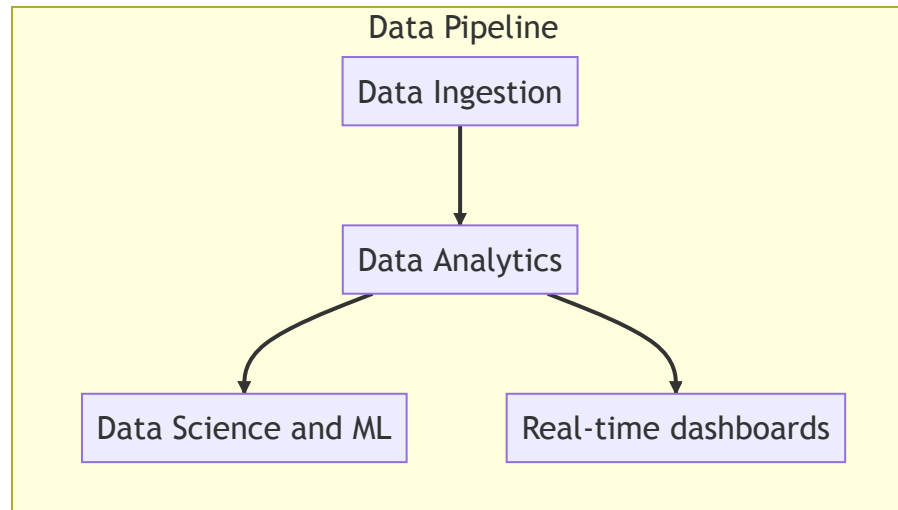 Data Pipeline
Data Ingestion
Data Analytics
Data Science and ML
Real-time dashboards